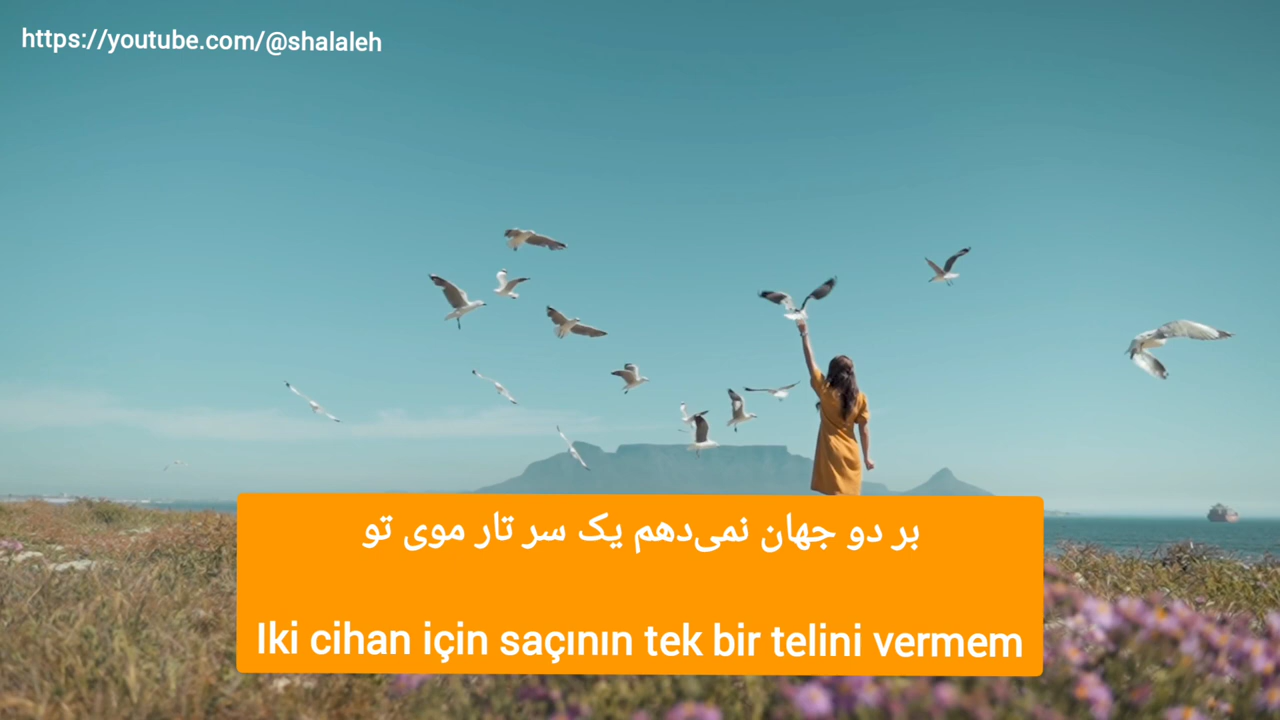 https://youtube.com/@shalaleh
بر دو جهان نمی‌دهم یک سر تار موی تو
Iki cihan için saçının tek bir telini vermem